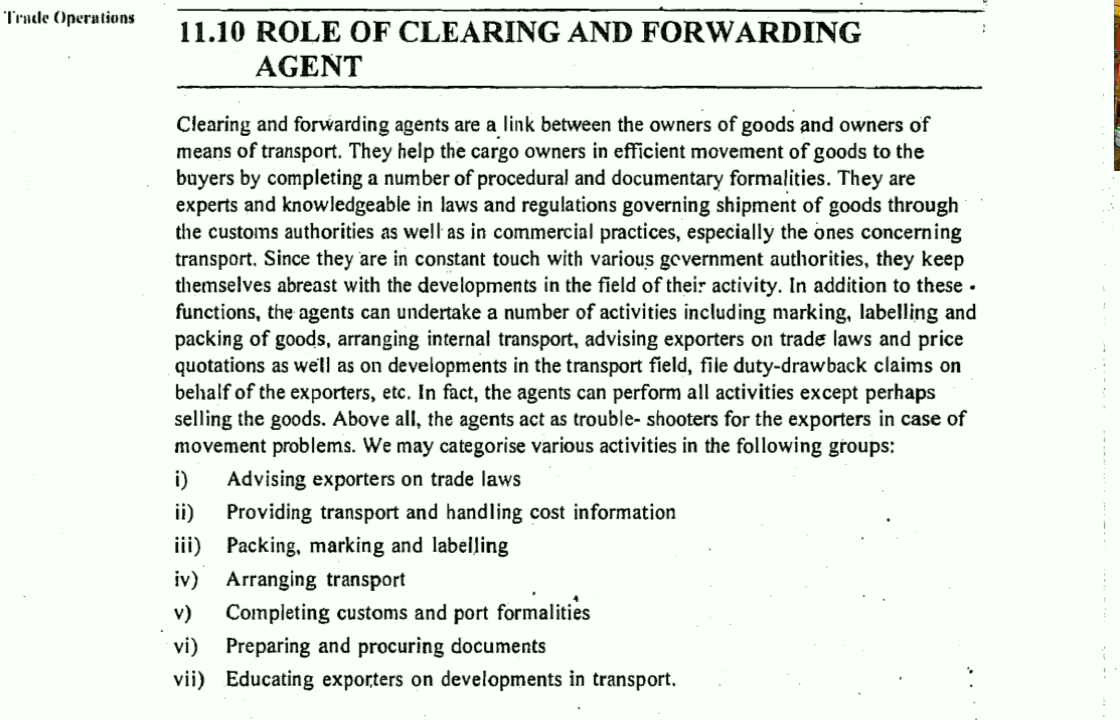 Trade Operations
11.10 ROLE OF CLEARING AND FORWARDING
AGENT
Clearing and forwarding agents are a link between the owners of goods and owners of
means of transport. They help the cargo owners in efficient movement of goods to the
buyers by completing a number of procedural and documentary formalities. They are
experts and knowledgeable in laws and regulations governing shipment of goods through
the customs authorities as well as in commercial practices, especially the ones concerning
transport. Since they are in constant touch with various government authorities, they keep
themselves abreast with the developments in the field of their activity. In addition to these
functions, the agents can undertake a number of activities including marking, labelling and
packing of goods, arranging internal transport, advising exporters on trade laws and price
quotations as well as on developments in the transport field, file duty-drawback claims on
behalf of the exporters, etc. In fact, the agents can perform all activities except perhaps
selling the goods. Above all, the agents act as trouble- shooters for the exporters in case of
movement problems. We may categorise various activities in the following groups:
i) Advising exporters on trade laws
ii) Providing transport and handling cost information
iii) Packing, marking and labelling
iv) Arranging transport
v) Completing customs and port formalities
vi) Preparing and procuring documents
vii) Educating exporters on developments in transport.